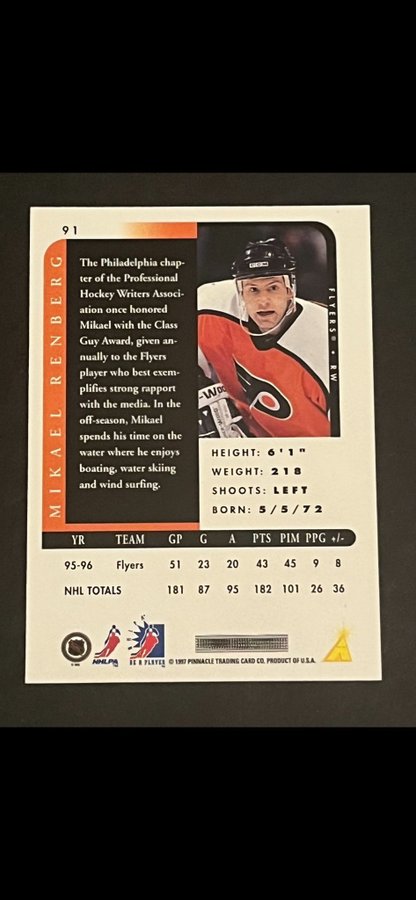 91
MIKAEL RENBERG
The Philadelphia chap-
ter of the Professional
Hockey Writers Associ-
ation once honored
Mikael with the Class
Guy Award, given an-
nually to the Flyers
player who best exem-
plifies strong rapport
with the media. In the
off-season, Mikael
spends his time on the
water where he enjoys
boating, water skiing
and wind surfing.
FLYERS® • RW
HEIGHT: 6'1"
WEIGHT: 218
SHOOTS: LEFT
BORN: 5/5/72
YR TEAM GP G A PTS PIM PPG +/-
95-96 Flyers 51 23 20 43 45 9 8
NHL TOTALS 181 87 95 182 101 26 36
NHLPA
BE A PLAYER
© 1997 PINNACLE TRADING CARD CO. PRODUCT OF U.S.A.